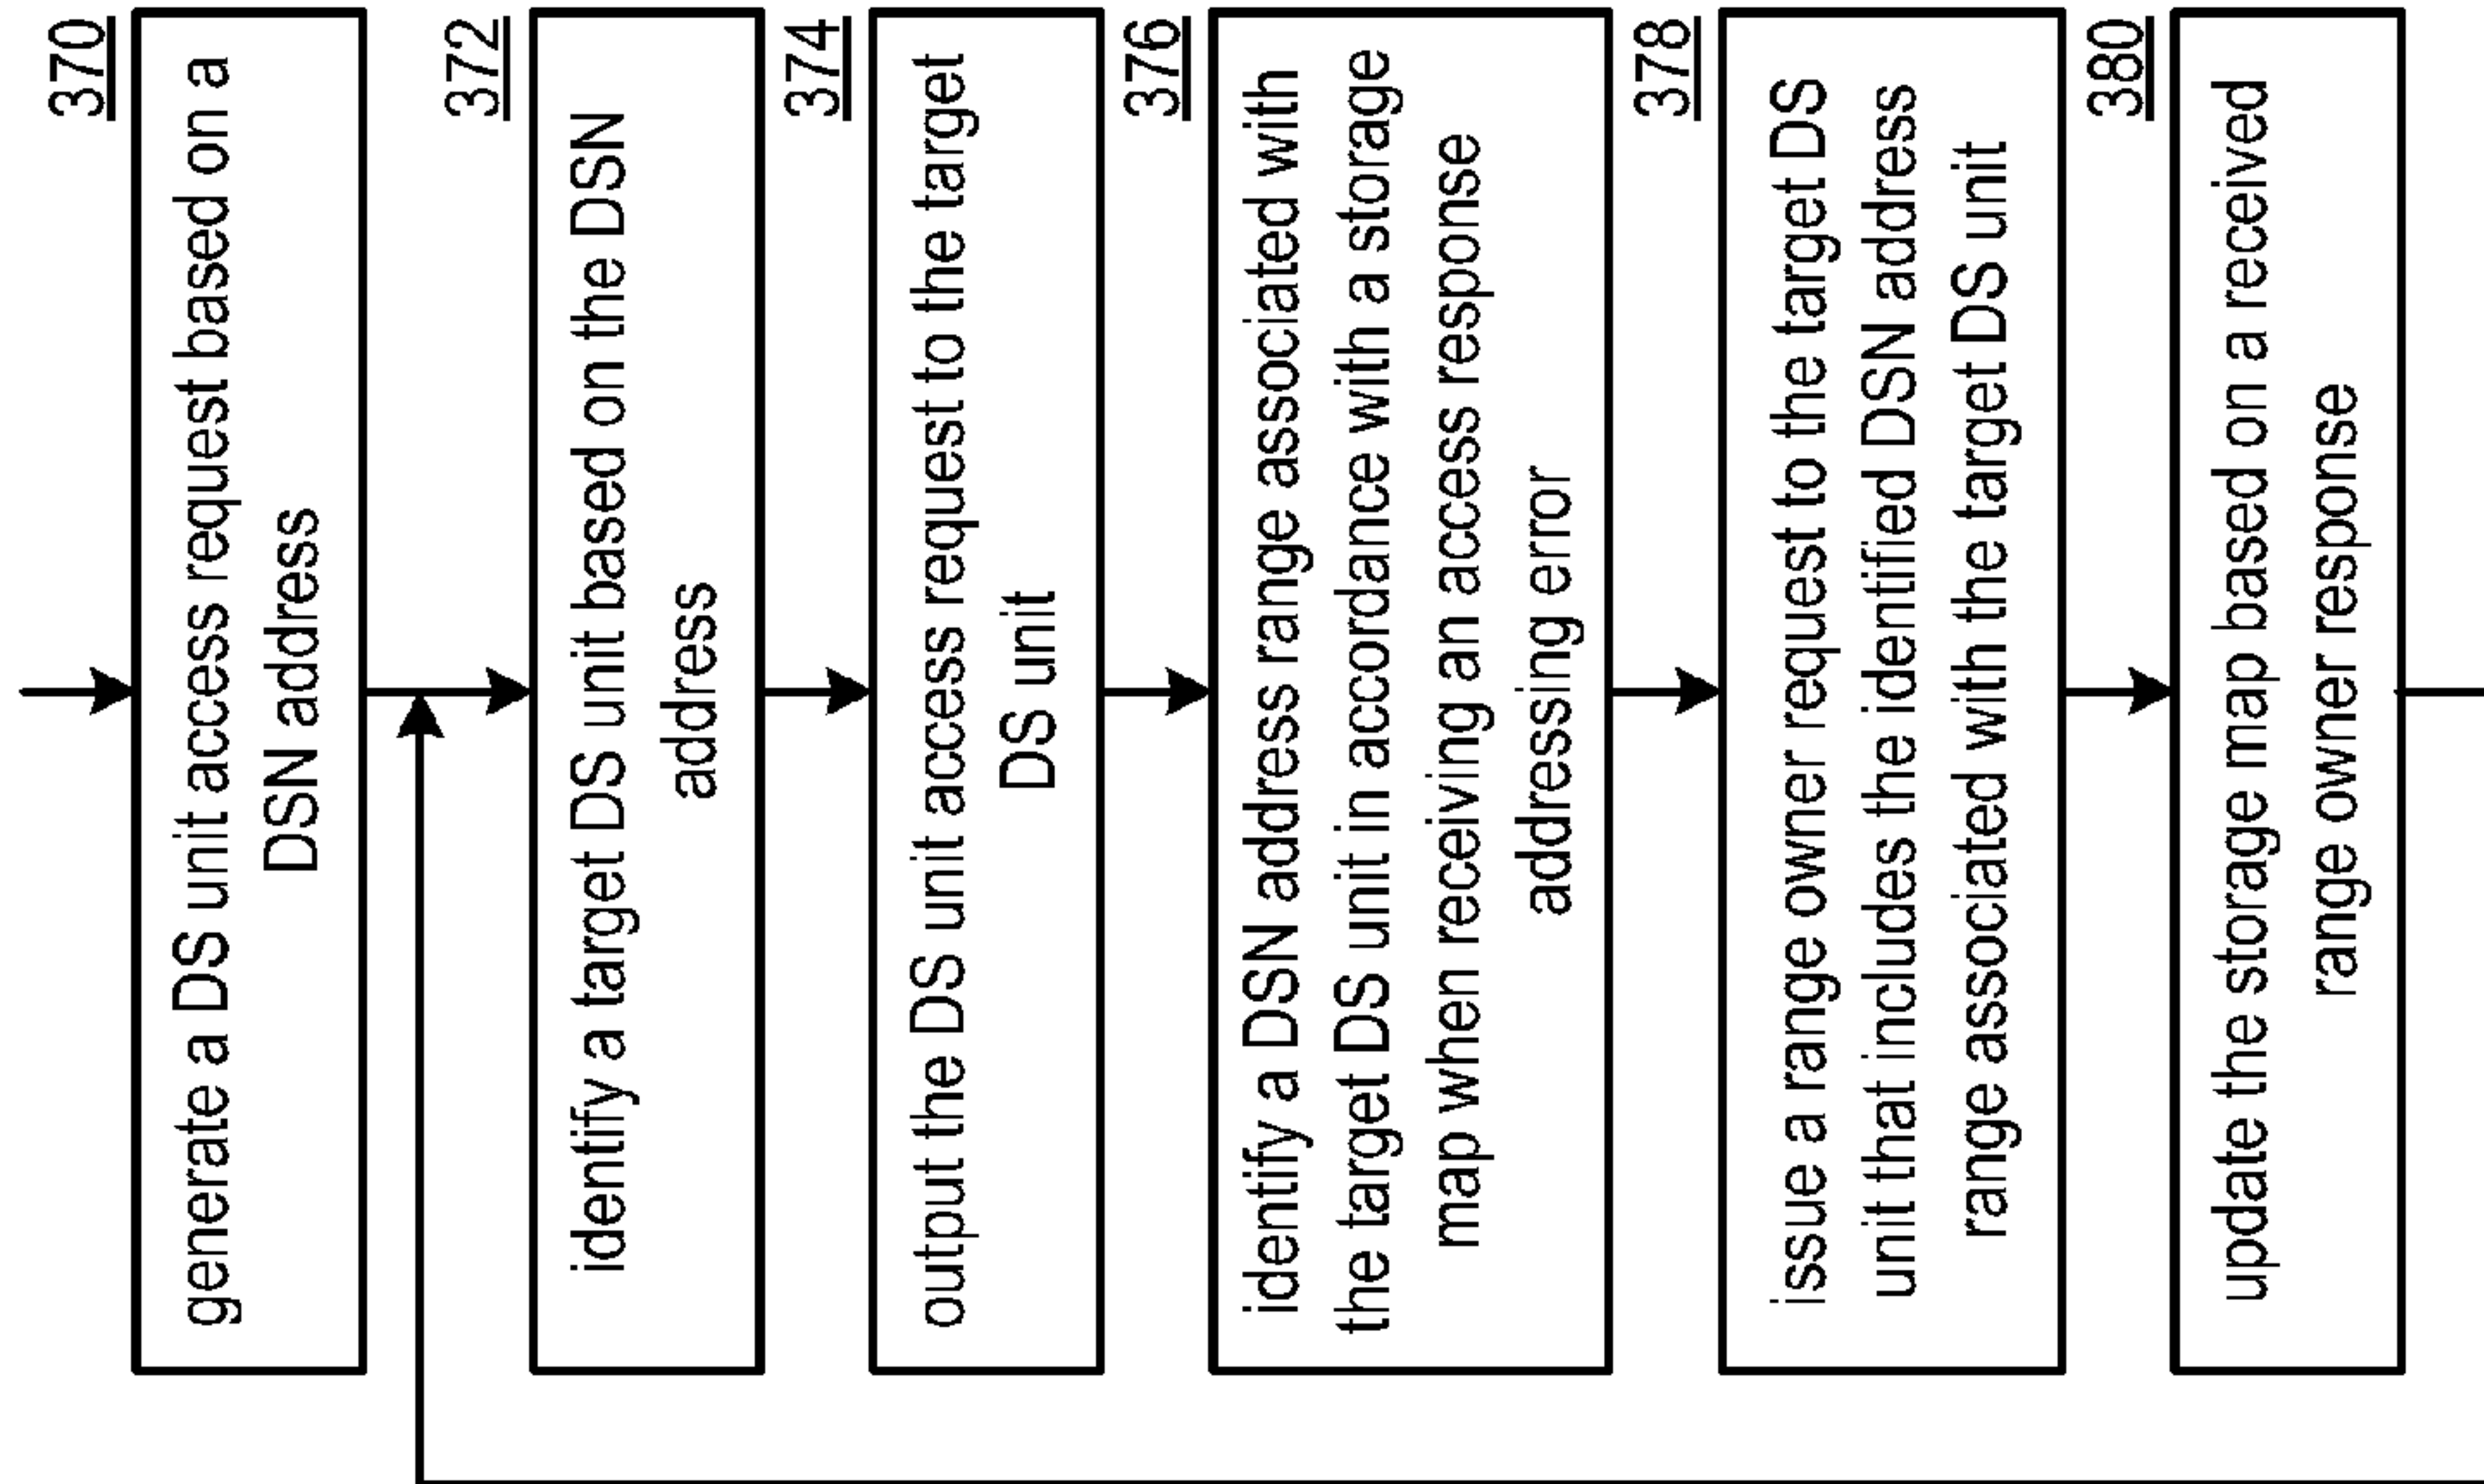 370
generate a DS unit access request based on a
DSN address
372
identify a target DS unit based on the DSN
address
374
output the DS unit access request to the target
DS unit
376
identify a DSN address range associated with
the target DS unit in accordance with a storage
map when receiving an access response
addressing error
378
issue a range owner request to the target DS
unit that includes the identified DSN address
range associated with the target DS unit
380
update the storage map based on a received
range owner response